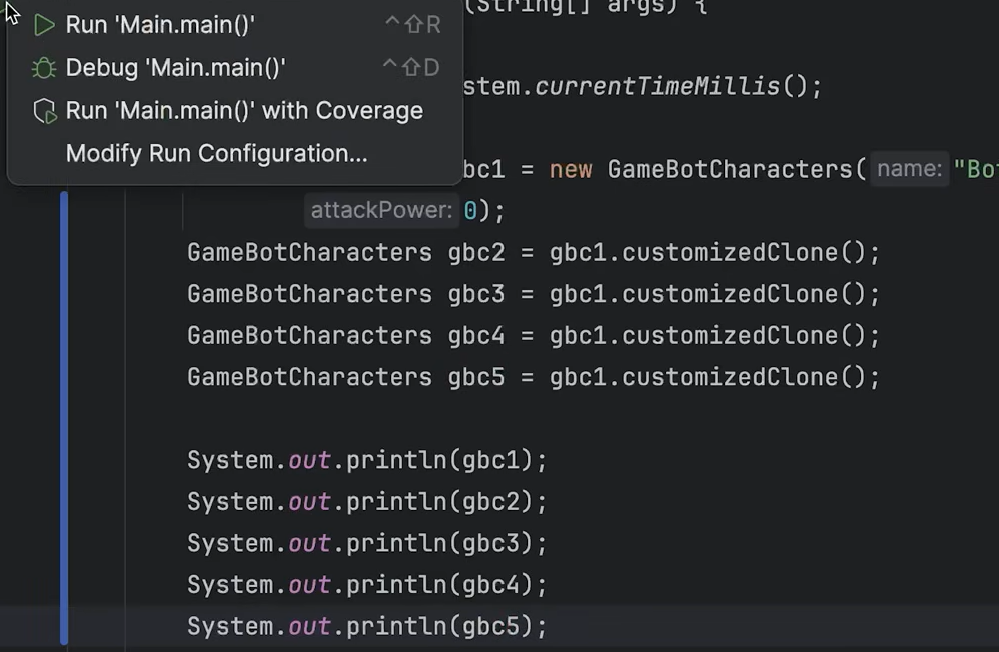 (String[] args) {
Run 'Main.main()' ^⇧R
Debug 'Main.main()' ^⇧D
stem.currentTimeMillis();
Run 'Main.main()' with Coverage
Modify Run Configuration...
bc1 = new GameBotCharacters( name: "Bo
attackPower: 0);
GameBotCharacters gbc2 = gbc1.customizedClone();
GameBotCharacters gbc3 = gbc1.customizedClone();
GameBotCharacters gbc4 = gbc1.customizedClone();
GameBotCharacters gbc5 = gbc1.customizedClone();
System.out.println(gbc1);
System.out.println(gbc2);
System.out.println(gbc3);
System.out.println(gbc4);
System.out.println(gbc5);